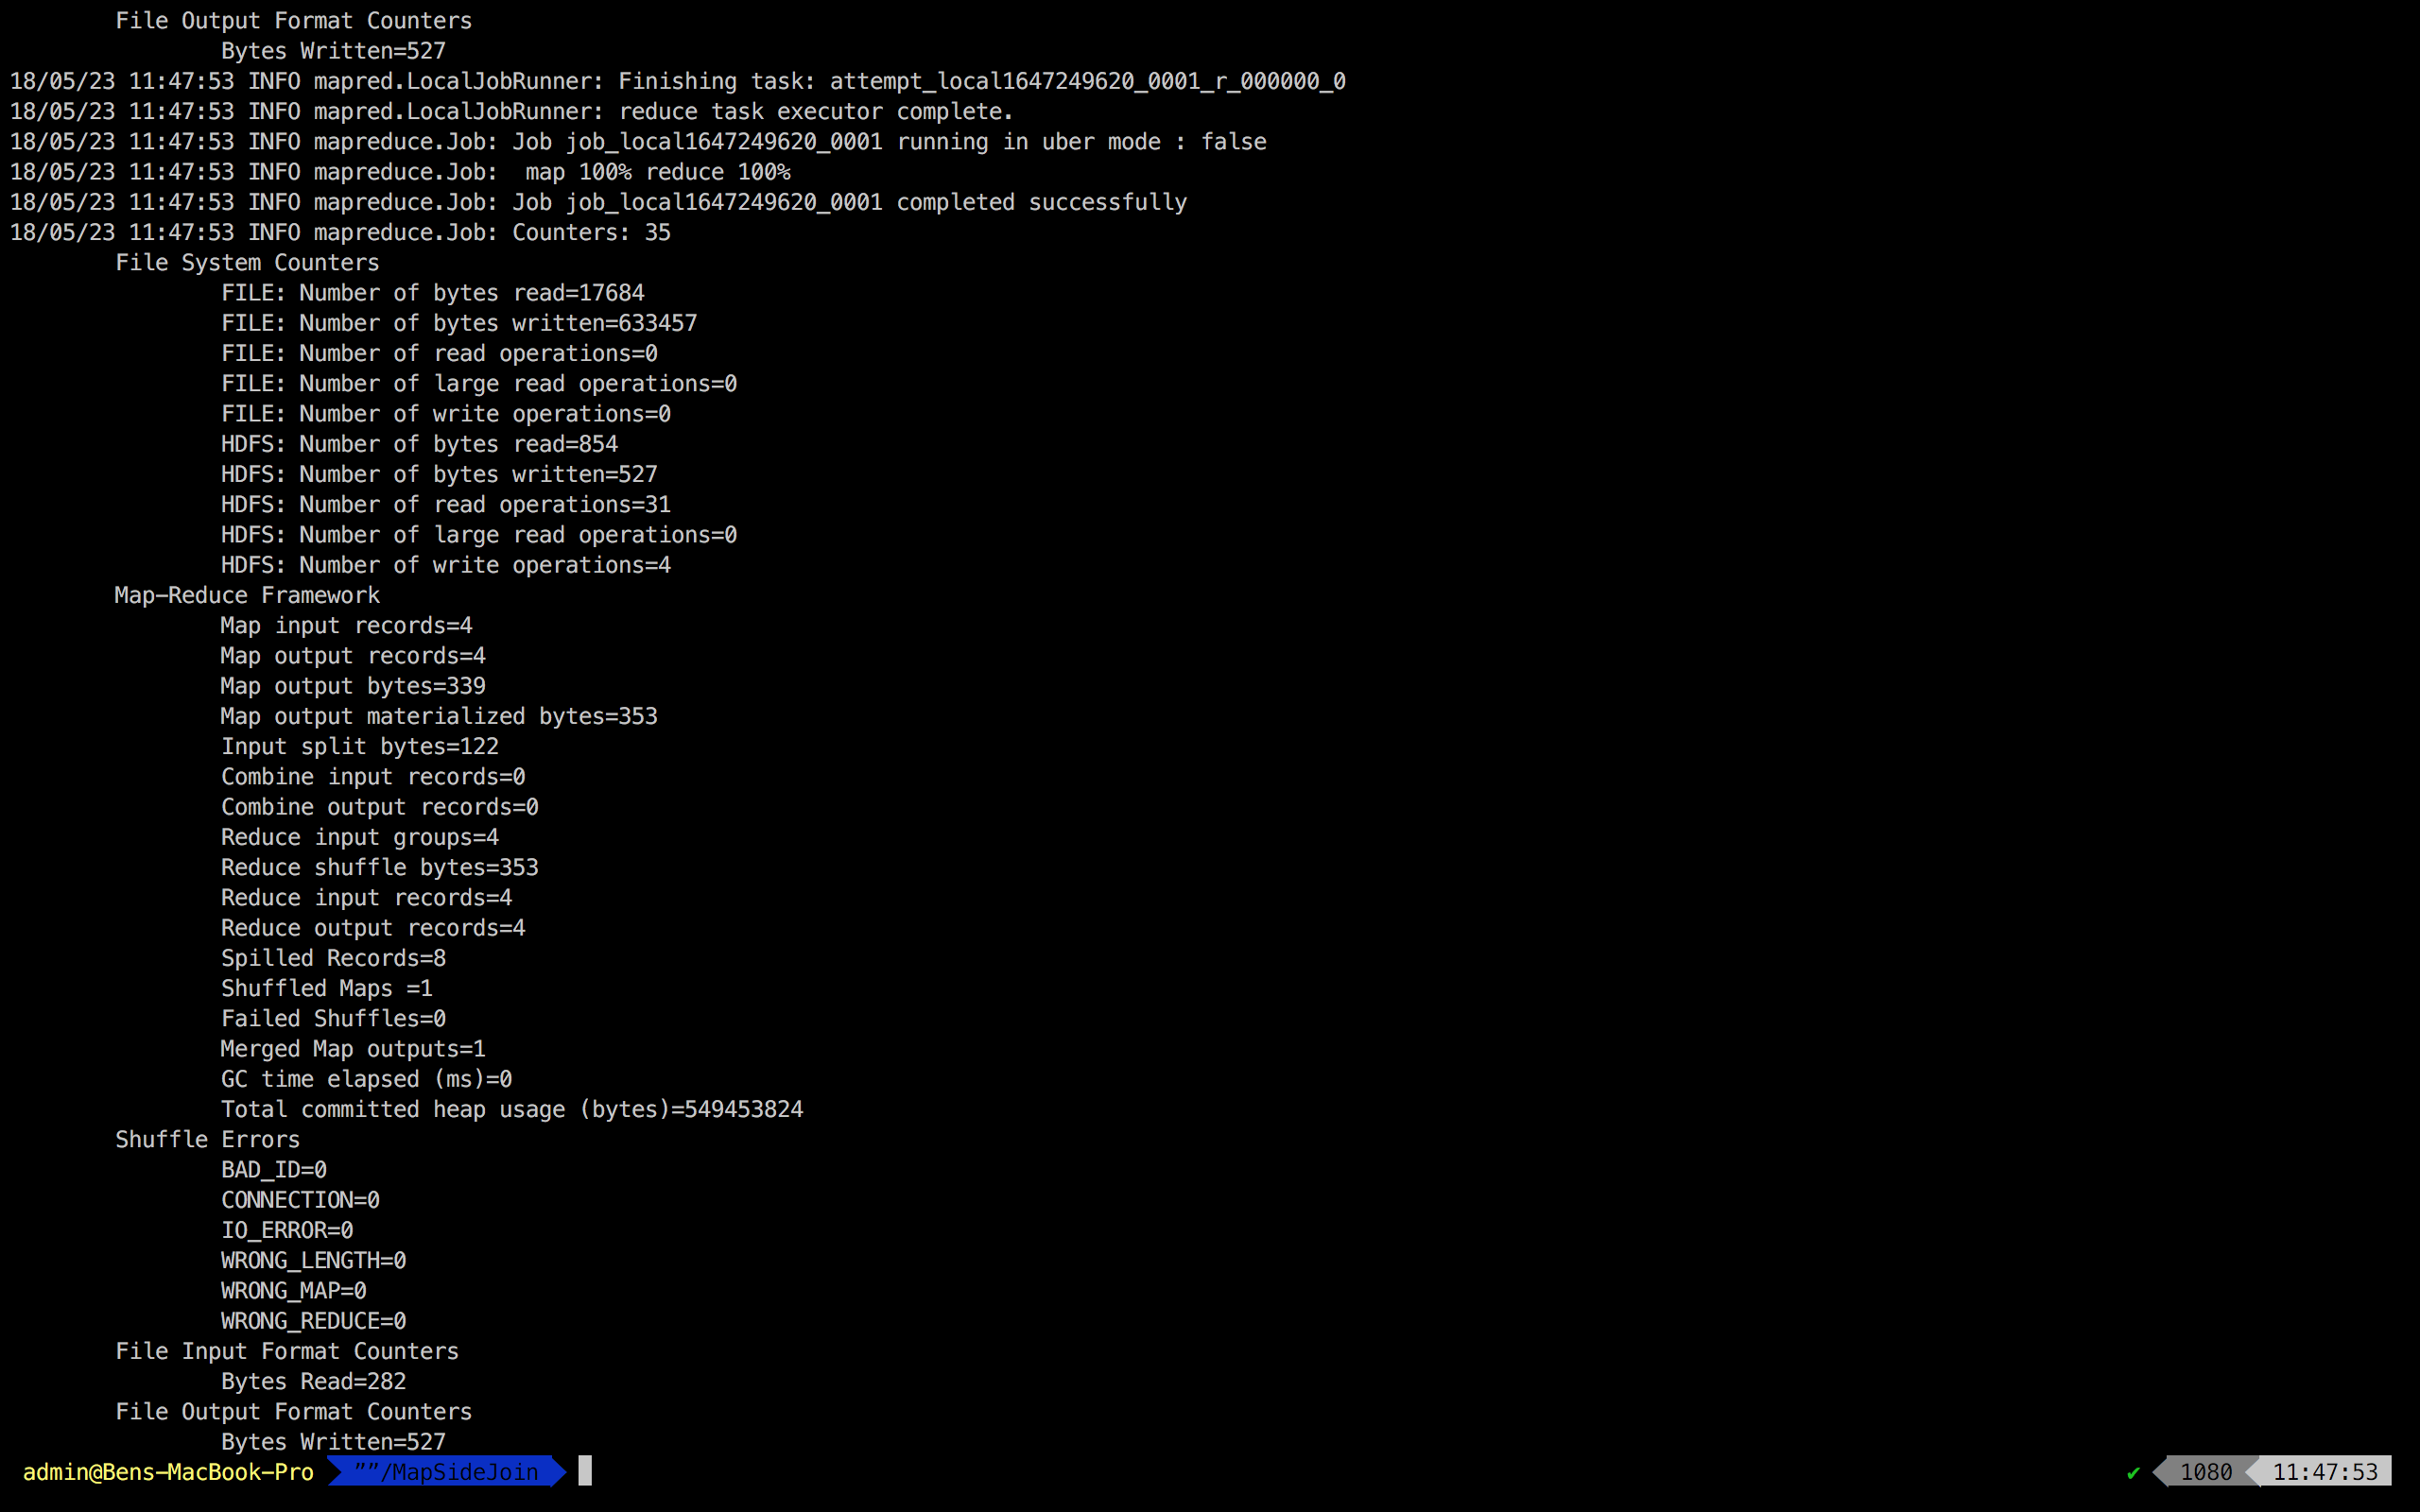 File Output Format Counters
Bytes Written=527
18/05/23 11:47:53 INFO mapred.LocalJobRunner: Finishing task: attempt_local1647249620_0001_r_000000_0
18/05/23 11:47:53 INFO mapred.LocalJobRunner: reduce task executor complete.
18/05/23 11:47:53 INFO mapreduce.Job: Job job_local1647249620_0001 running in uber mode : false
18/05/23 11:47:53 INFO mapreduce.Job:  map 100% reduce 100%
18/05/23 11:47:53 INFO mapreduce.Job: Job job_local1647249620_0001 completed successfully
18/05/23 11:47:53 INFO mapreduce.Job: Counters: 35
File System Counters
FILE: Number of bytes read=17684
FILE: Number of bytes written=633457
FILE: Number of read operations=0
FILE: Number of large read operations=0
FILE: Number of write operations=0
HDFS: Number of bytes read=854
HDFS: Number of bytes written=527
HDFS: Number of read operations=31
HDFS: Number of large read operations=0
HDFS: Number of write operations=4
Map-Reduce Framework
Map input records=4
Map output records=4
Map output bytes=339
Map output materialized bytes=353
Input split bytes=122
Combine input records=0
Combine output records=0
Reduce input groups=4
Reduce shuffle bytes=353
Reduce input records=4
Reduce output records=4
Spilled Records=8
Shuffled Maps =1
Failed Shuffles=0
Merged Map outputs=1
GC time elapsed (ms)=0
Total committed heap usage (bytes)=549453824
Shuffle Errors
BAD_ID=0
CONNECTION=0
IO_ERROR=0
WRONG_LENGTH=0
WRONG_MAP=0
WRONG_REDUCE=0
File Input Format Counters
Bytes Read=282
File Output Format Counters
Bytes Written=527
admin@Bens-MacBook-Pro ””/MapSideJoin ✔ 1080 11:47:53